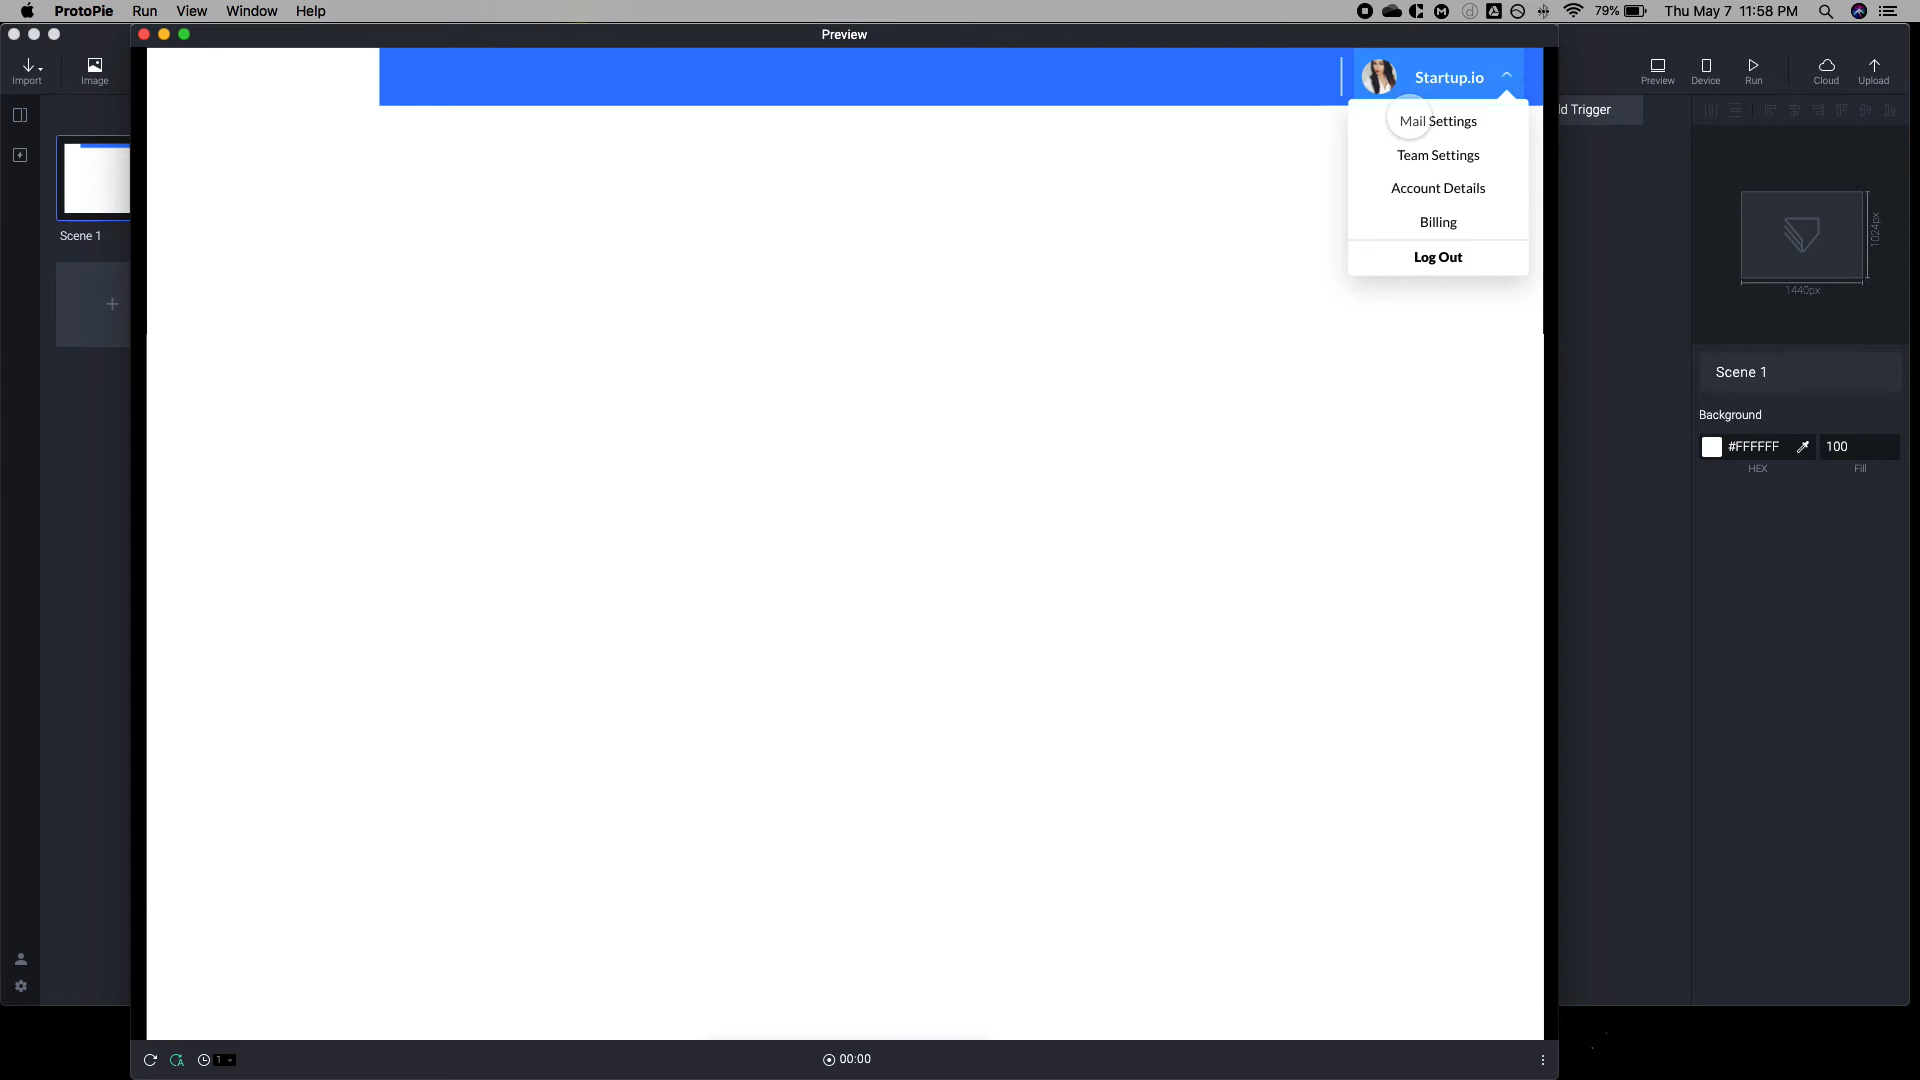 ProtoPie Run View Window Help
79% Thu May 7 11:58 PM
Preview
Import
Image
Startup.io
Mail Settings
Team Settings
Account Details
Billing
Log Out
d Trigger
Preview
Device
Run
Cloud
Upload
Scene 1
1024px
1440px
Scene 1
Background
#FFFFFF
100
HEX
Fill
1
00:00